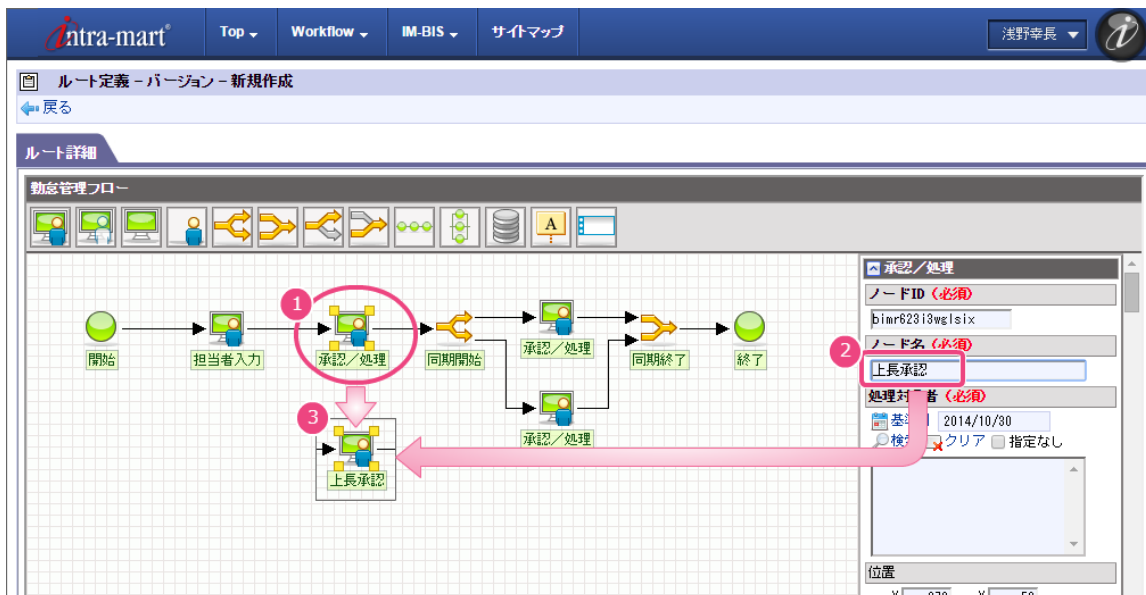 intra-mart
Top Workflow IM-BIS サイトマップ
浅野幸長
ルート定義 - バージョン - 新規作成
戻る
ルート詳細
勤怠管理フロー
A
承認／処理
ノードID (必須)
bimr623i3wglsix
ノード名 (必須)
上長承認
1
2
3
開始
担当者入力
承認／処理
同期開始
承認／処理
同期終了
終了
承認／処理
上長承認
2014/10/30
検索 クリア 指定なし
位置